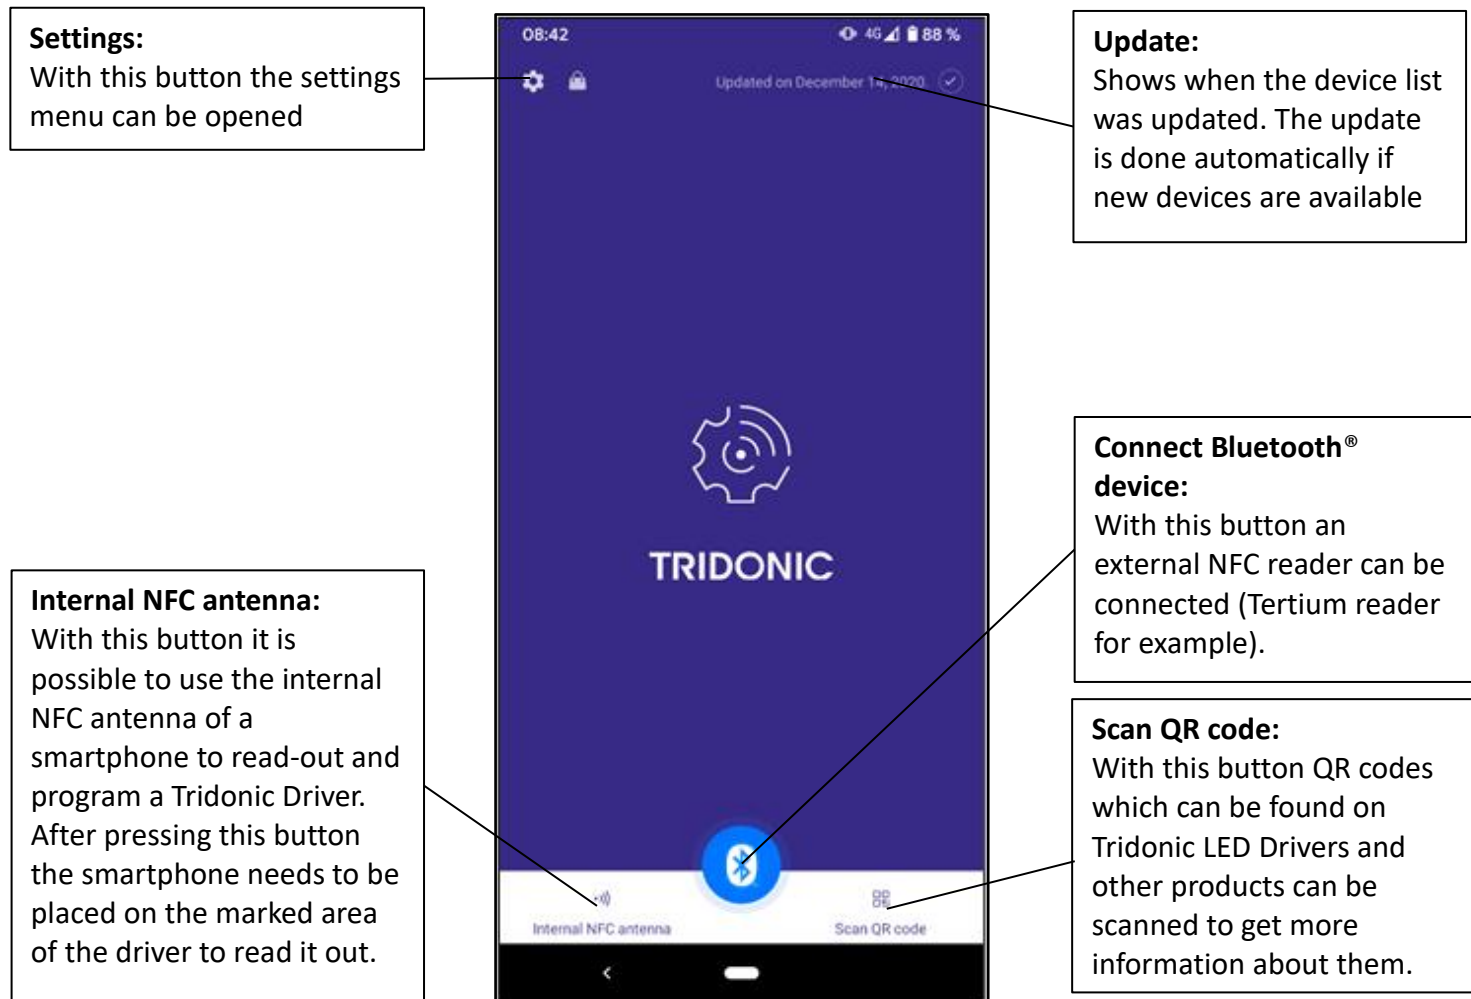 Settings:
With this button the settings
menu can be opened
08:42
4G 88 %
Updated on December 14, 2020
Update:
Shows when the device list
was updated. The update
is done automatically if
new devices are available
TRIDONIC
Connect Bluetooth®
device:
With this button an
external NFC reader can be
connected (Tertium reader
for example).
Internal NFC antenna:
With this button it is
possible to use the internal
NFC antenna of a
smartphone to read-out and
program a Tridonic Driver.
After pressing this button
the smartphone needs to be
placed on the marked area
of the driver to read it out.
Scan QR code:
With this button QR codes
which can be found on
Tridonic LED Drivers and
other products can be
scanned to get more
information about them.
Internal NFC antenna
Scan QR code